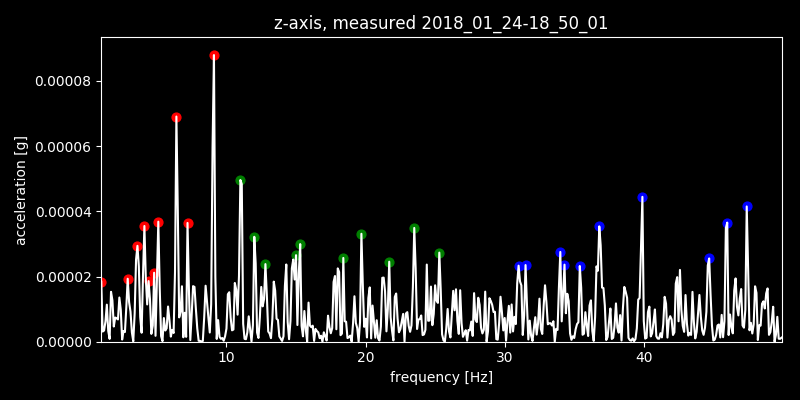 z-axis, measured 2018_01_24-18_50_01
0.00008
0.00006
0.00004
0.00002
0.00000
acceleration [g]
10 20 30 40
frequency [Hz]